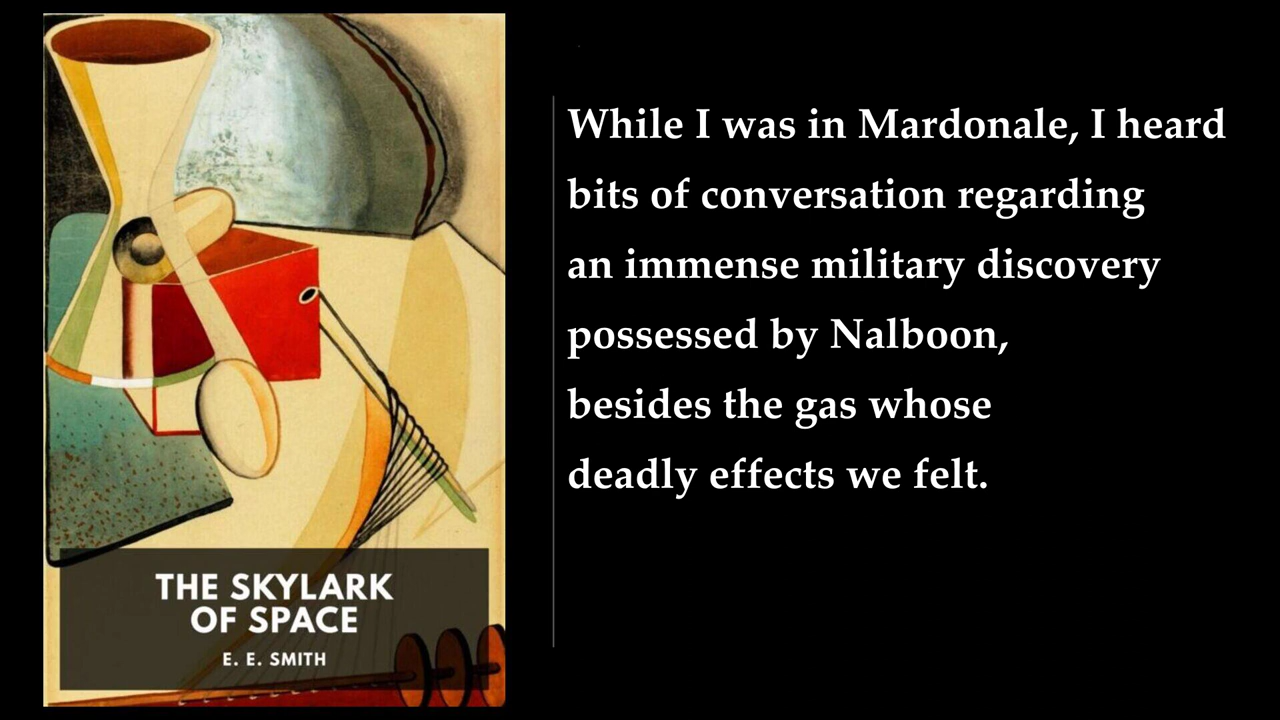 THE SKYLARK
OF SPACE
E. E. SMITH
While I was in Mardonale, I heard
bits of conversation regarding
an immense military discovery
possessed by Nalboon,
besides the gas whose
deadly effects we felt.